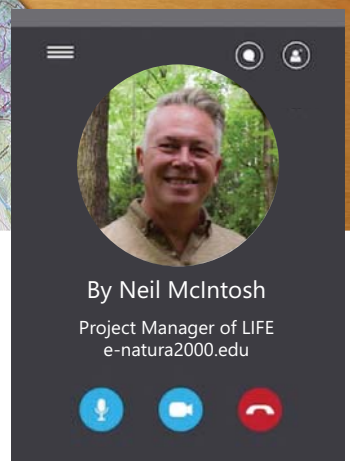 By Neil McIntosh
Project Manager of LIFE
e-natura2000.edu